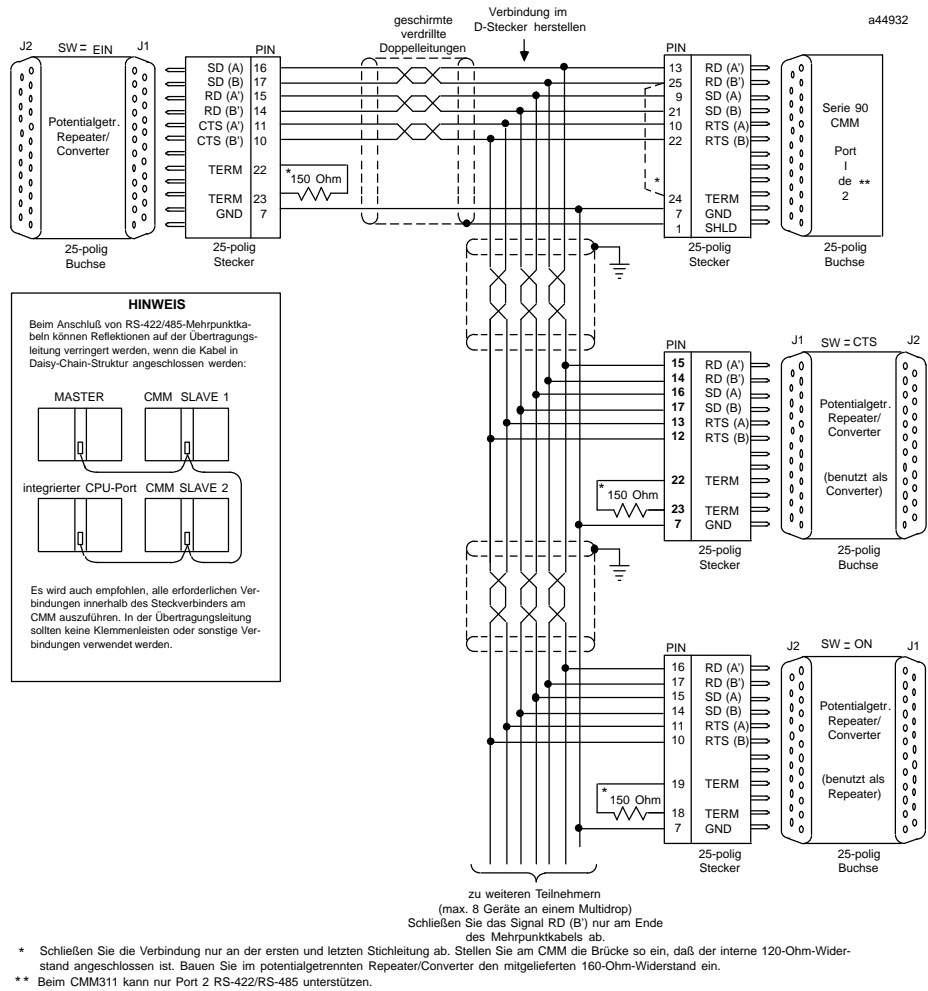 a44932
geschirmte
verdrillte
Doppelleitungen
Verbindung im
D-Stecker herstellen
J2
SW = EIN
J1
PIN
SD (A) 16
SD (B) 17
RD (A') 15
RD (B') 14
CTS (A') 11
CTS (B') 10
TERM 22
TERM 23
GND 7
* 150 Ohm
Potentialgetr.
Repeater/
Converter
25-polig
Buchse
25-polig
Stecker
PIN
13 RD (A')
25 RD (B')
9 SD (A)
21 SD (B)
10 RTS (A)
22 RTS (B)
*
24 TERM
7 GND
1 SHLD
Serie 90
CMM
Port
I
de **
2
25-polig
Stecker
25-polig
Buchse
HINWEIS
Beim Anschluß von RS-422/485-Mehrpunktka-
beln können Reflektionen auf der Übertragungs-
leitung verringert werden, wenn die Kabel in
Daisy-Chain-Struktur angeschlossen werden:
MASTER
CMM SLAVE 1
integrierter CPU-Port
CMM SLAVE 2
Es wird auch empfohlen, alle erforderlichen Ver-
bindungen innerhalb des Steckverbinders am
CMM auszuführen. In der Übertragungsleitung
sollten keine Klemmenleisten oder sonstige Ver-
bindungen verwendet werden.
PIN
15 RD (A')
14 RD (B')
16 SD (A)
17 SD (B)
13 RTS (A)
12 RTS (B)
22 TERM
23 TERM
7 GND
* 150 Ohm
J1
SW = CTS
J2
Potentialgetr.
Repeater/
Converter
(benutzt als
Converter)
25-polig
Stecker
25-polig
Buchse
PIN
16 RD (A')
17 RD (B')
15 SD (A)
14 SD (B)
11 RTS (A)
10 RTS (B)
19 TERM
18 TERM
7 GND
* 150 Ohm
J2
SW = ON
J1
Potentialgetr.
Repeater/
Converter
(benutzt als
Repeater)
25-polig
Stecker
25-polig
Buchse
zu weiteren Teilnehmern
(max. 8 Geräte an einem Multidrop)
Schließen Sie das Signal RD (B') nur am Ende
des Mehrpunktkabels ab.
* Schließen Sie die Verbindung nur an der ersten und letzten Stichleitung ab. Stellen Sie am CMM die Brücke so ein, daß der interne 120-Ohm-Wider-
stand angeschlossen ist. Bauen Sie im potentialgetrennten Repeater/Converter den mitgelieferten 160-Ohm-Widerstand ein.
** Beim CMM311 kann nur Port 2 RS-422/RS-485 unterstützen.